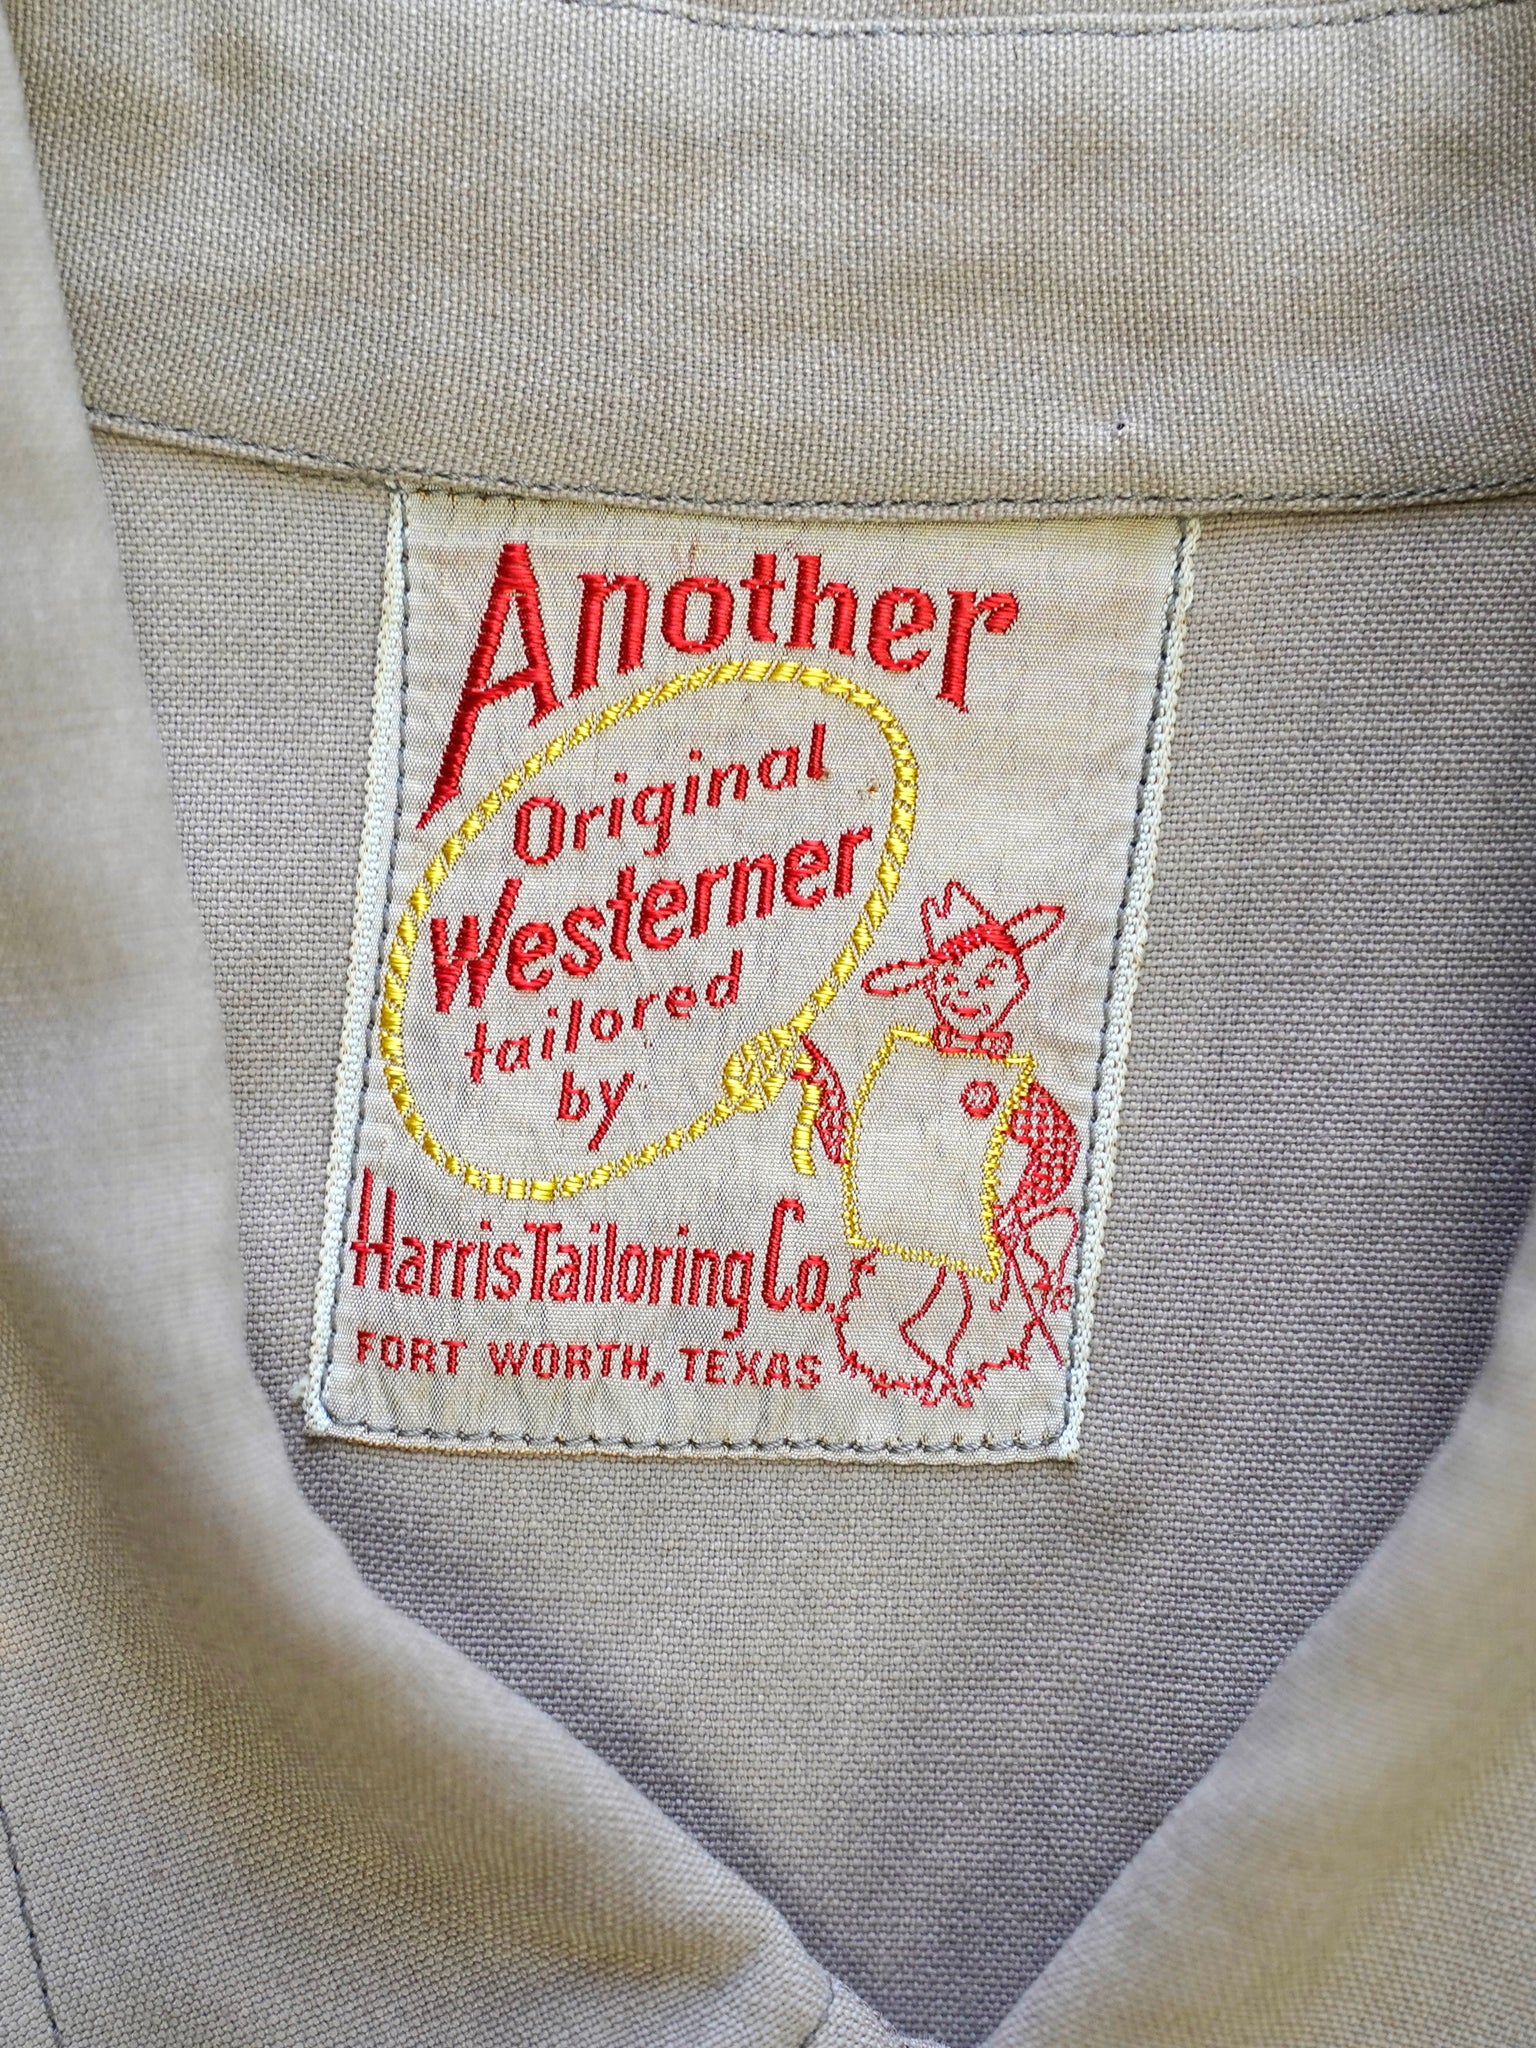 Another
Original
Westerner
tailored
by
Harris Tailoring Co.
FORT WORTH, TEXAS